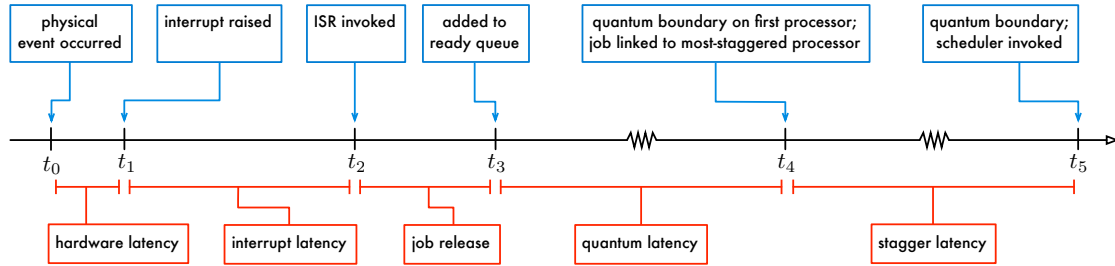 physical
event occurred
interrupt raised
ISR invoked
added to
ready queue
quantum boundary on first processor;
job linked to most-staggered processor
quantum boundary;
scheduler invoked
t0
t1
t2
t3
t4
t5
hardware latency
interrupt latency
job release
quantum latency
stagger latency